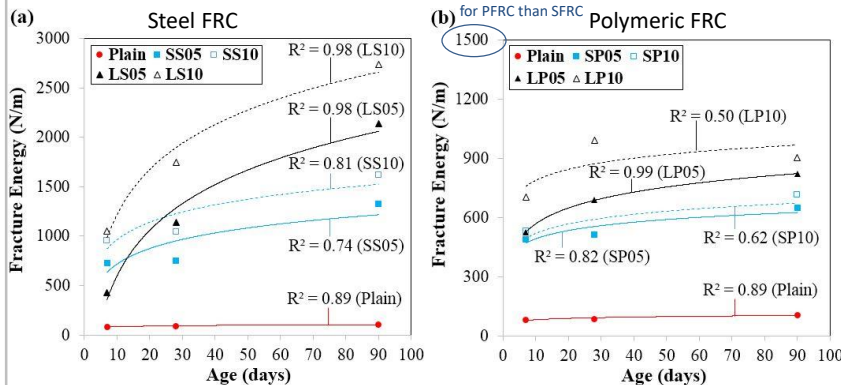 for PFRC than SFRC
(a)
Steel FRC
3000
2500
2000
1500
1000
500
0
Fracture Energy (N/m)
Plain SS05 SS10
LS05 LS10
R² = 0.98 (LS10)
R² = 0.98 (LS05)
R² = 0.81 (SS10)
R² = 0.74 (SS05)
R² = 0.89 (Plain)
0 10 20 30 40 50 60 70 80 90 100
Age (days)
(b)
Polymeric FRC
1500
1200
900
600
300
0
Fracture Energy (N/m)
Plain SP05 SP10
LP05 LP10
R² = 0.50 (LP10)
R² = 0.99 (LP05)
R² = 0.62 (SP10)
R² = 0.82 (SP05)
R² = 0.89 (Plain)
0 10 20 30 40 50 60 70 80 90 100
Age (days)